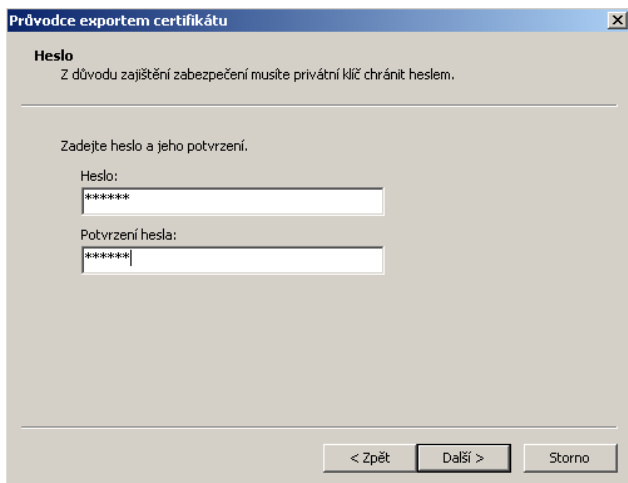 Průvodce exportem certifikátu
Heslo
Z důvodu zajištění zabezpečení musíte privátní klíč chránit heslem.
Zadejte heslo a jeho potvrzení.
Heslo:
******
Potvrzení hesla:
******
< Zpět
Další >
Storno